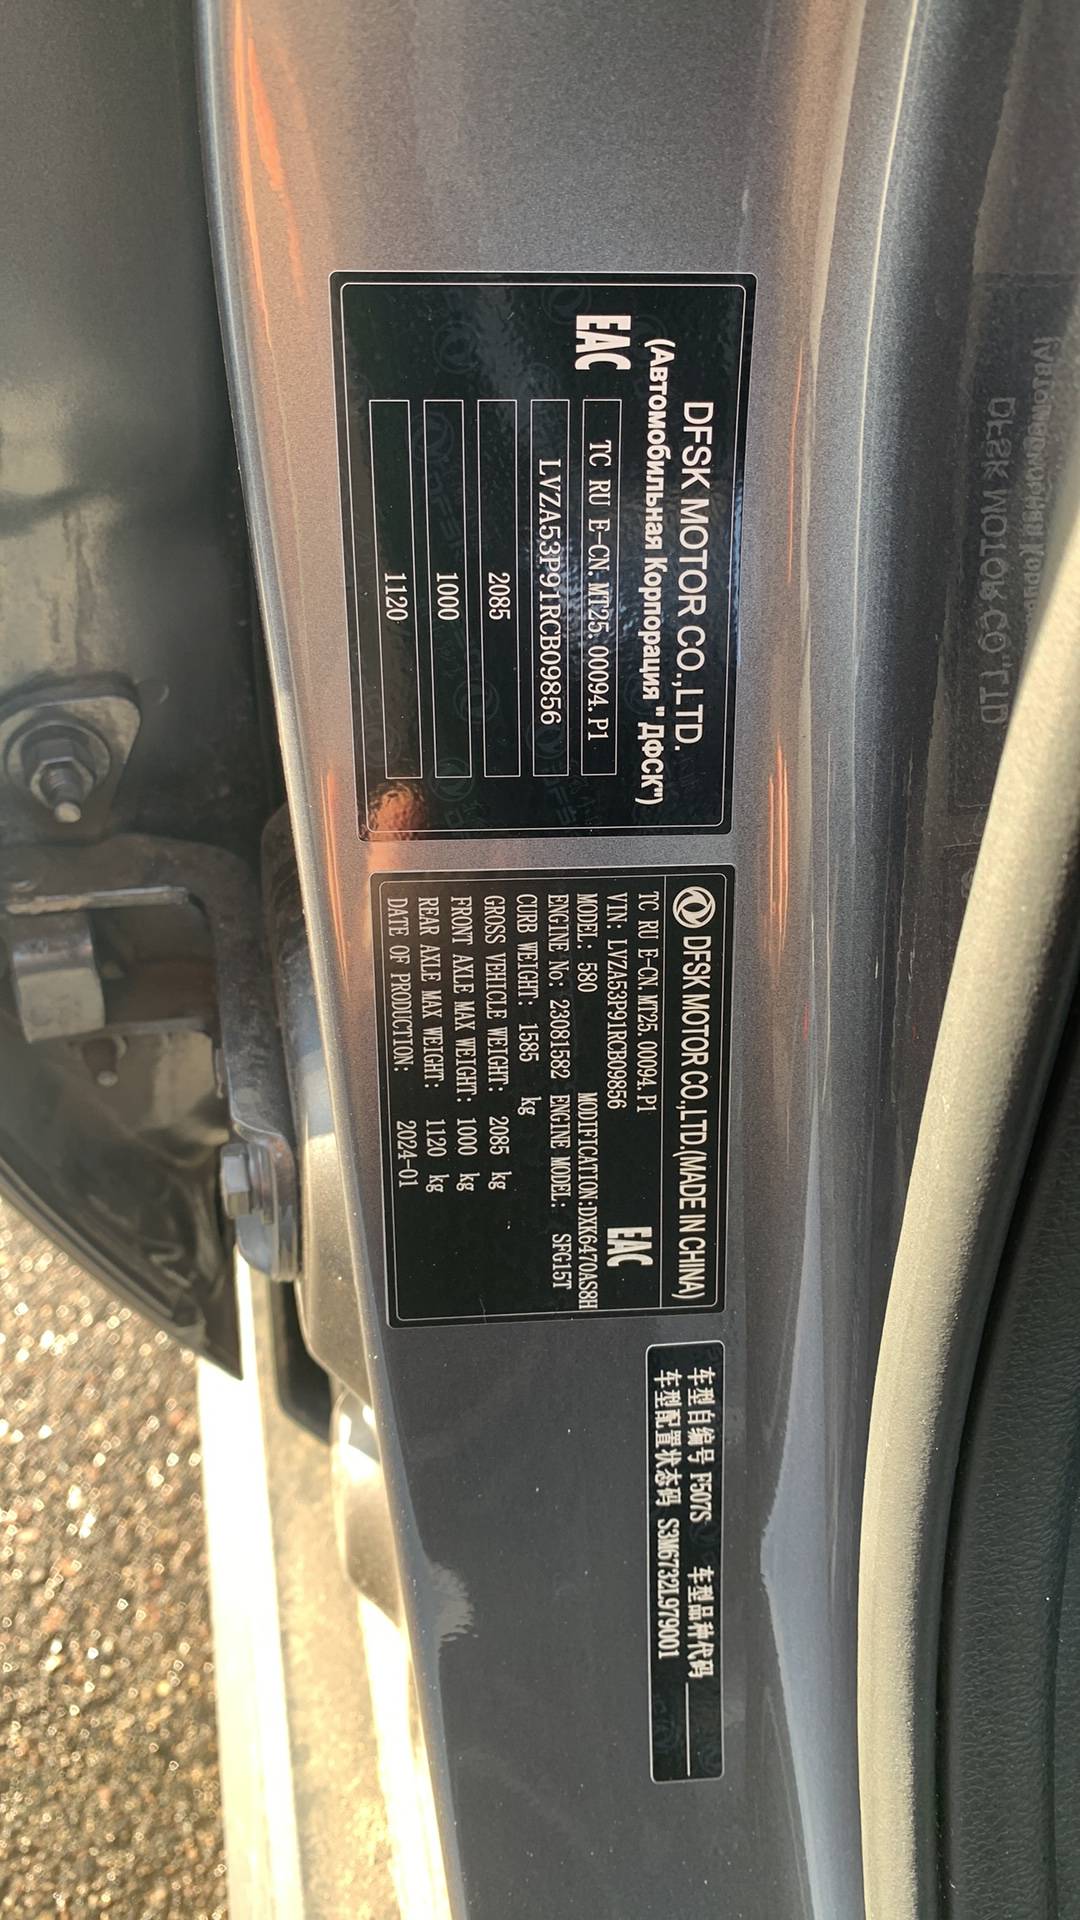 DFSK MOTOR CO.,LTD.
(Автомобильная Корпорация "ДФСК")
EAC
TC RU E-CN.MT25.00094.P1
LVZA53P91RCB09856
2085
1000
1120
DFSK MOTOR CO.,LTD.(MADE IN CHINA)
TC RU E-CN.MT25.00094.P1
VIN: LVZA53P91RCB09856
EAC
MODEL: 580 MODIFICATION:DXK6470AS8H
ENGINE No: 23081582 ENGINE MODEL: SFG15T
CURB WEIGHT: 1585 kg
GROSS VEHICLE WEIGHT: 2085 kg
FRONT AXLE MAX WEIGHT: 1000 kg
REAR AXLE MAX WEIGHT: 1120 kg
DATE OF PRODUCTION: 2024-01
车型自编号 F507S 车型品种代码
车型配置状态码 S3M6732L979001